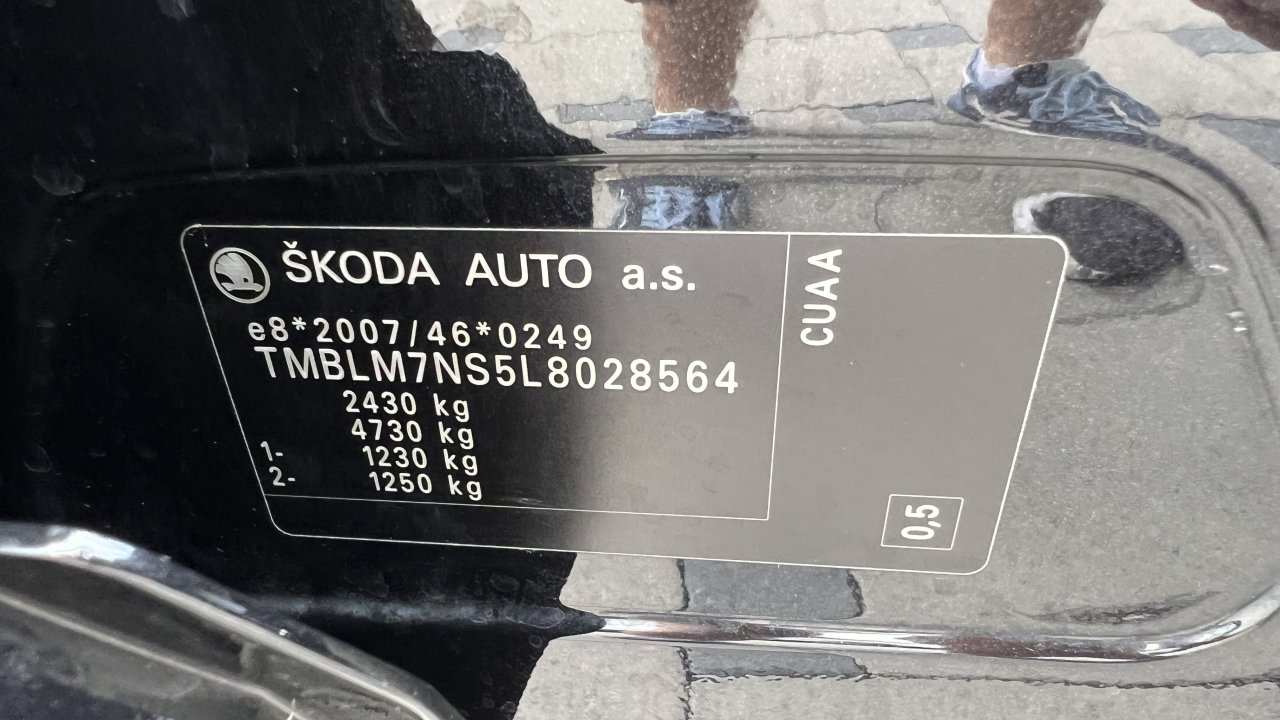 ŠKODA AUTO a.s.
e8*2007/46*0249
TMBLM7NS5L8028564
2430 kg
4730 kg
1- 1230 kg
2- 1250 kg
CUAA
0,5